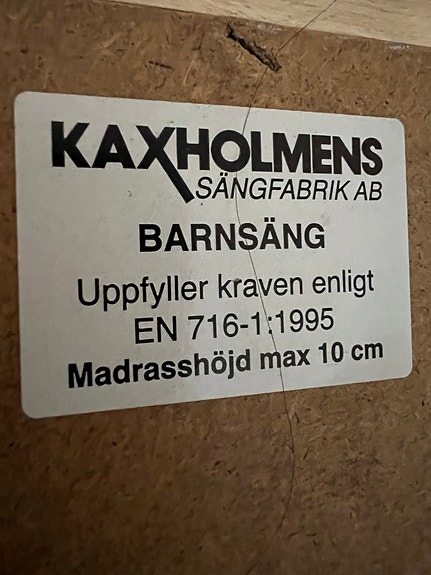 KAXHOLMENS
SÄNGFABRIK AB
BARNSÄNG
Uppfyller kraven enligt
EN 716-1:1995
Madrasshöjd max 10 cm